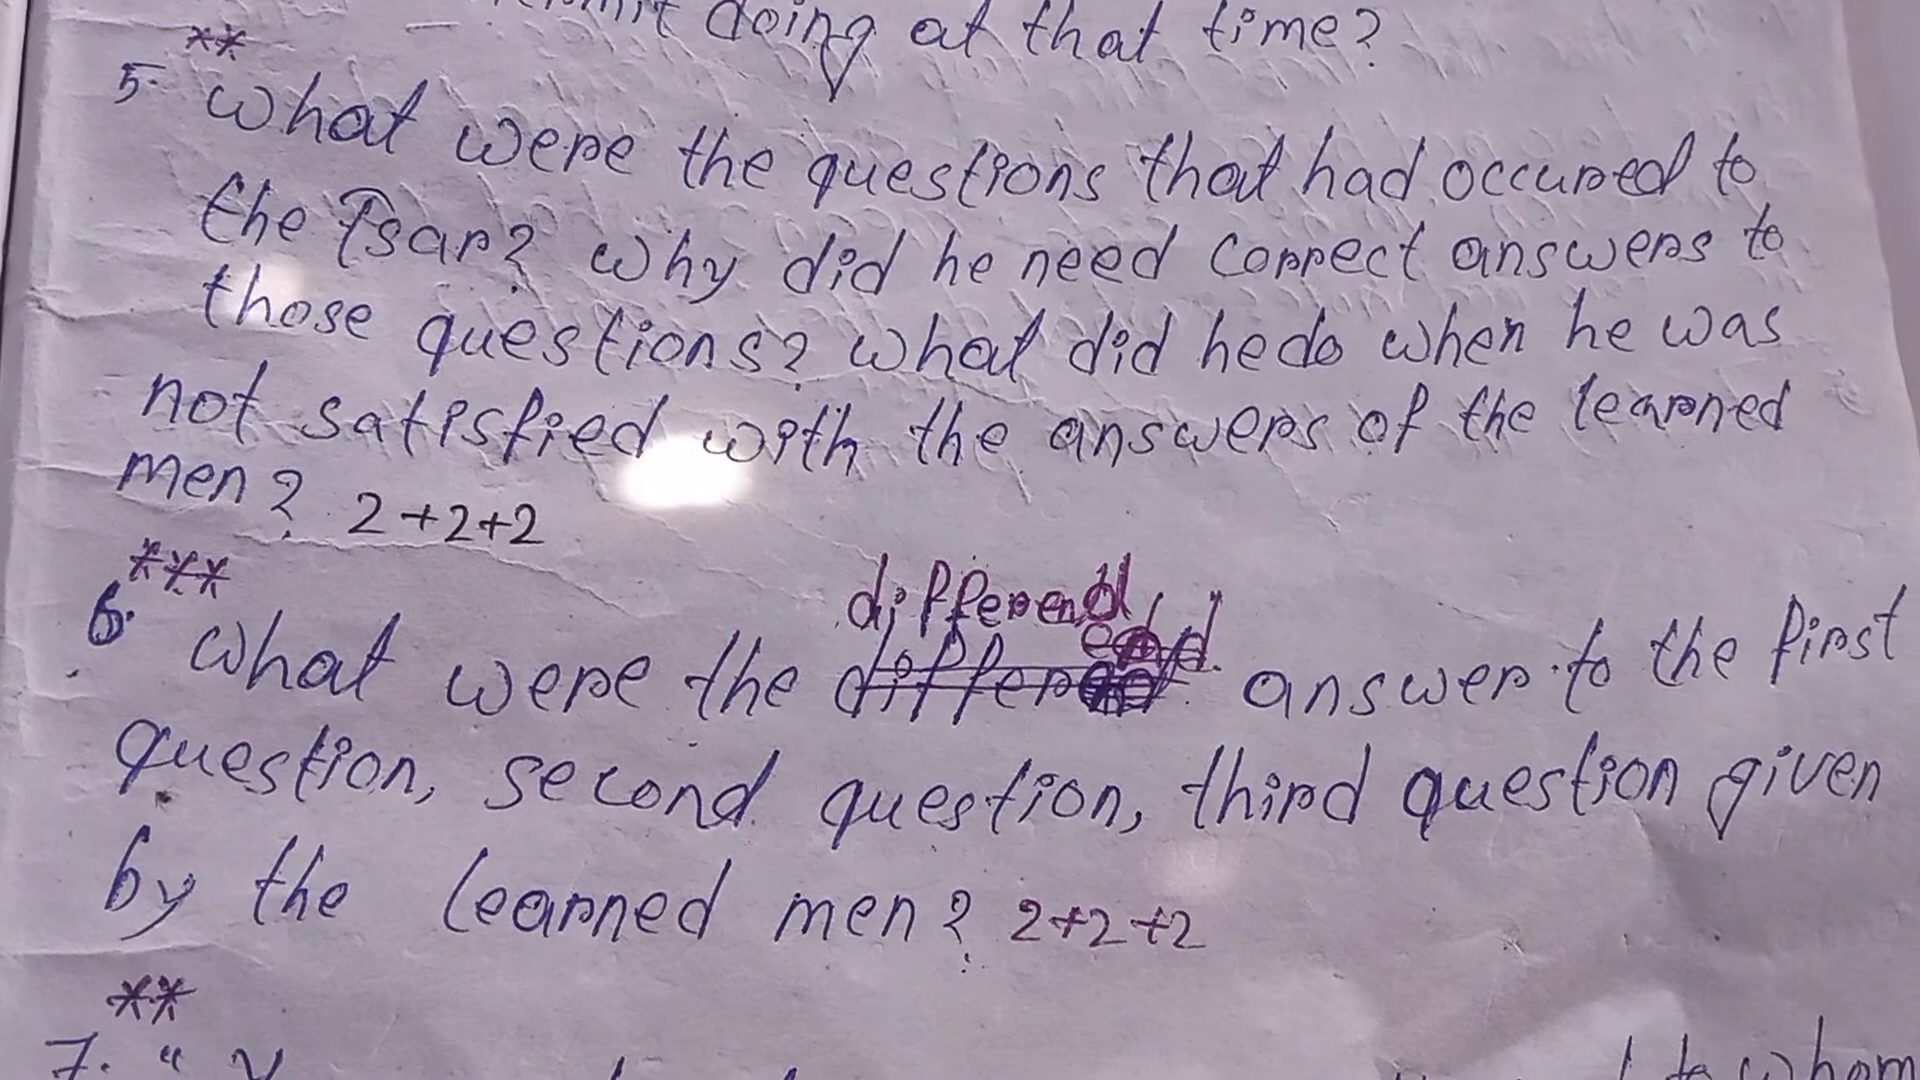 doing at that time?
**
5. What were the questions that had occured to
the Tsar? Why did he need correct answers to
those questions? What did he do when he was
not satisfied with the answers of the learned
men? 2+2+2
***
different
6. What were the different answer to the first
question, second question, third question given
by the learned men? 2+2+2
**
7. "
to whom